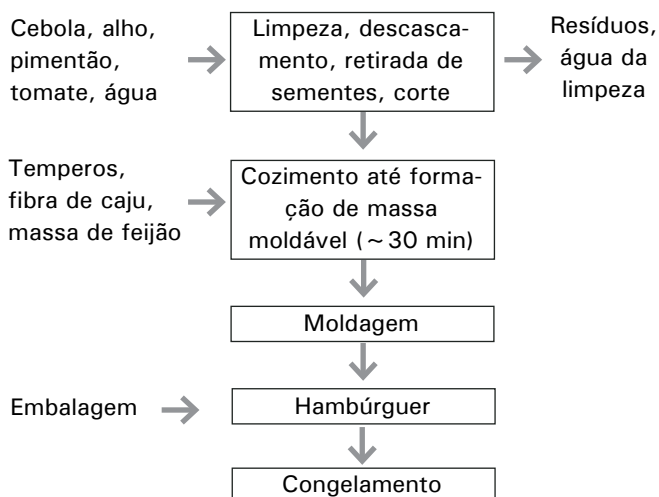 Cebola, alho,
pimentão,
tomate, água
Limpeza, descasca-
mento, retirada de
sementes, corte
Resíduos,
água da
limpeza
Temperos,
fibra de caju,
massa de feijão
Cozimento até forma-
ção de massa
moldável (~30 min)
Moldagem
Embalagem
Hambúrguer
Congelamento